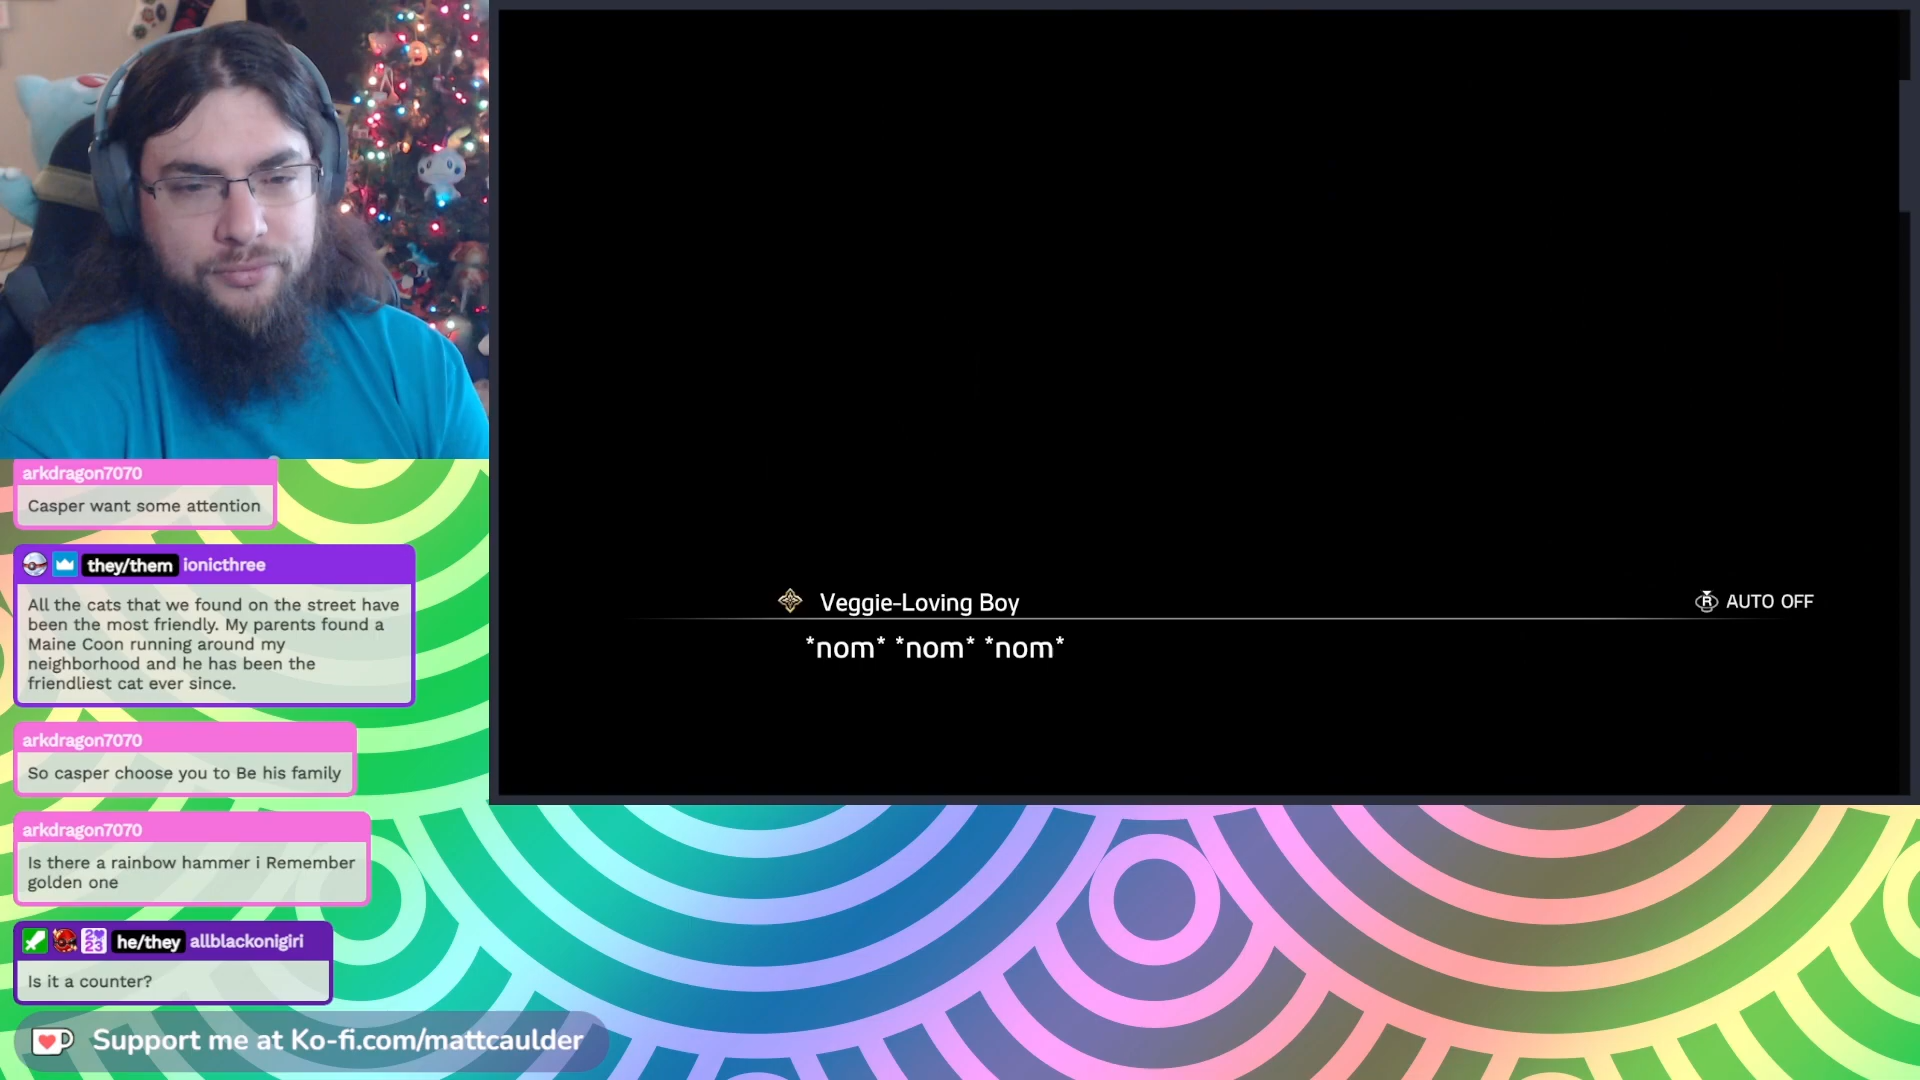 arkdragon7070
Casper want some attention
they/them ionicthree
All the cats that we found on the street have
been the most friendly. My parents found a
Maine Coon running around my
neighborhood and he has been the
friendliest cat ever since.
arkdragon7070
So casper choose you to Be his family
arkdragon7070
Is there a rainbow hammer i Remember
golden one
23 he/they allblackonigiri
Is it a counter?
Support me at Ko-fi.com/mattcaulder
Veggie-Loving Boy
R AUTO OFF
*nom* *nom* *nom*